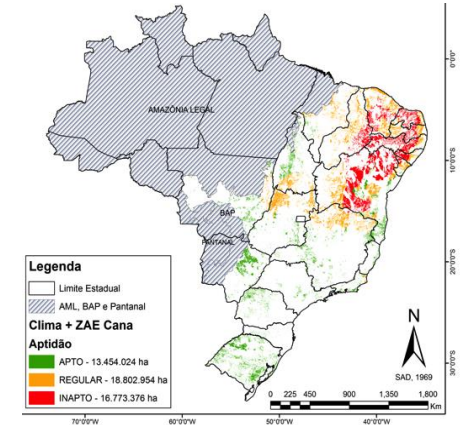 AMAZÔNIA LEGAL
BAP
PANTANAL
0°0'0"
10°0'0"S
20°0'0"S
30°0'0"S
Legenda
Limite Estadual
AML, BAP e Pantanal
Clima + ZAE Cana
Aptidão
APTO - 13.454.024 ha
REGULAR - 18.802.954 ha
INAPTO - 16.773.376 ha
N
SAD, 1969
0 225 450 900 1,350 1,800
Km
70°0'0"W 60°0'0"W 50°0'0"W 40°0'0"W